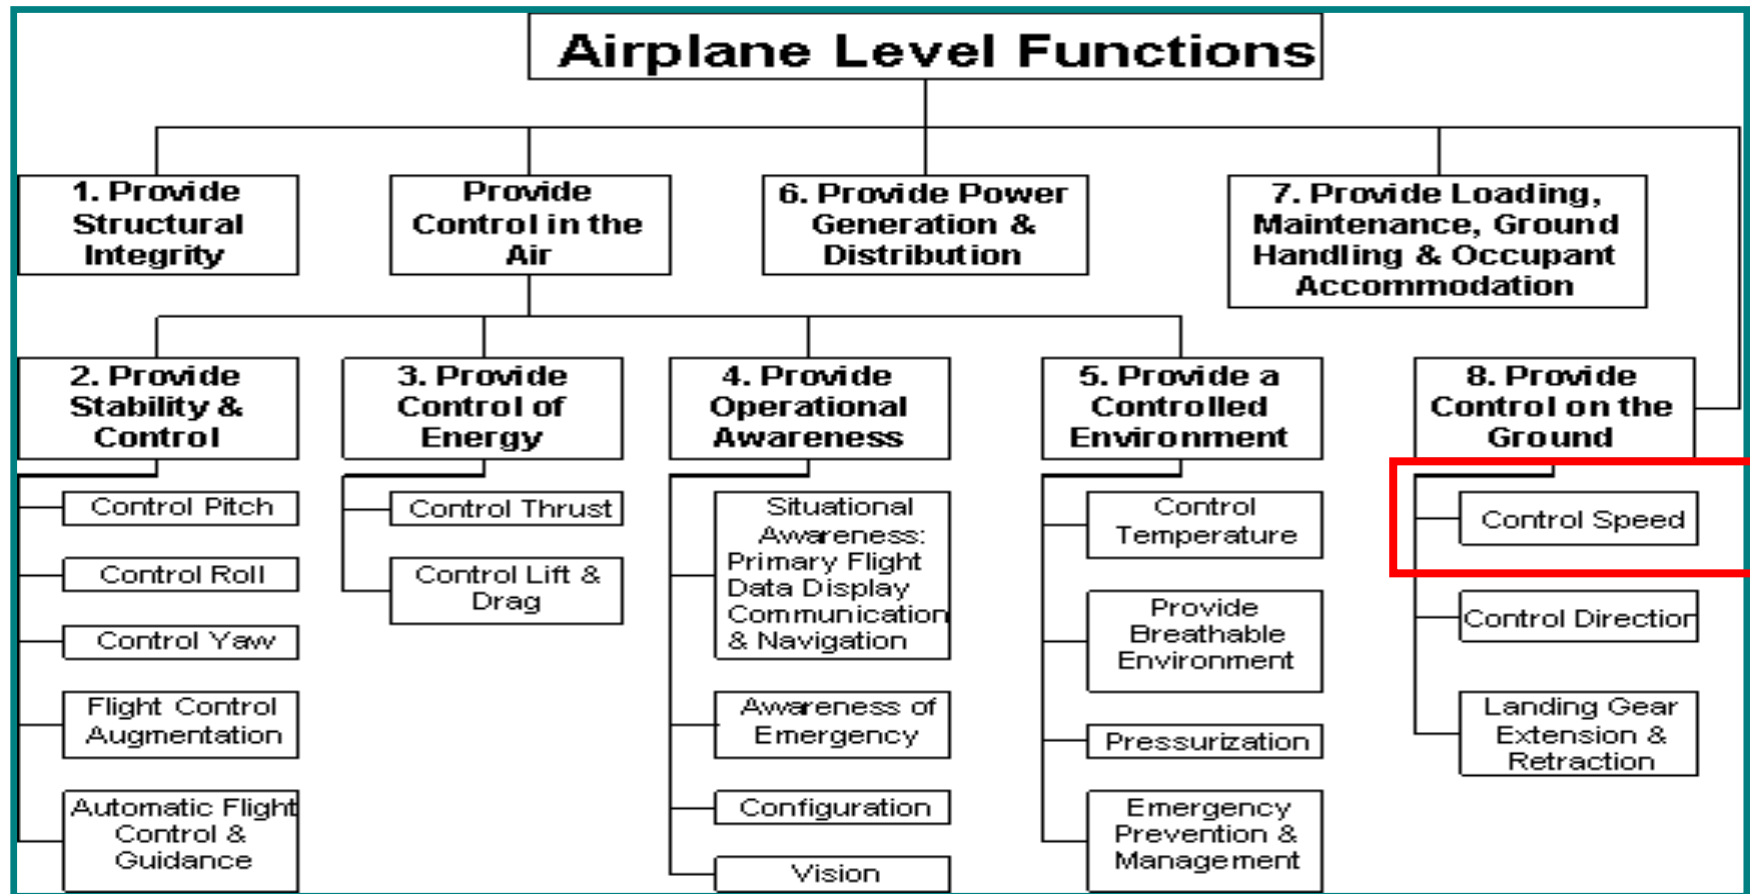 Airplane Level Functions
1. Provide
Structural
Integrity
Provide
Control in the
Air
6. Provide Power
Generation &
Distribution
7. Provide Loading,
Maintenance, Ground
Handling & Occupant
Accommodation
2. Provide
Stability &
Control
3. Provide
Control of
Energy
4. Provide
Operational
Awareness
5. Provide a
Controlled
Environment
8. Provide
Control on the
Ground
Control Pitch
Control Roll
Control Yaw
Flight Control
Augmentation
Automatic Flight
Control &
Guidance
Control Thrust
Control Lift &
Drag
Situational
Awareness:
Primary Flight
Data Display
Communication
& Navigation
Awareness of
Emergency
Configuration
Vision
Control
Temperature
Provide
Breathable
Environment
Pressurization
Emergency
Prevention &
Management
Control Speed
Control Direction
Landing Gear
Extension &
Retraction